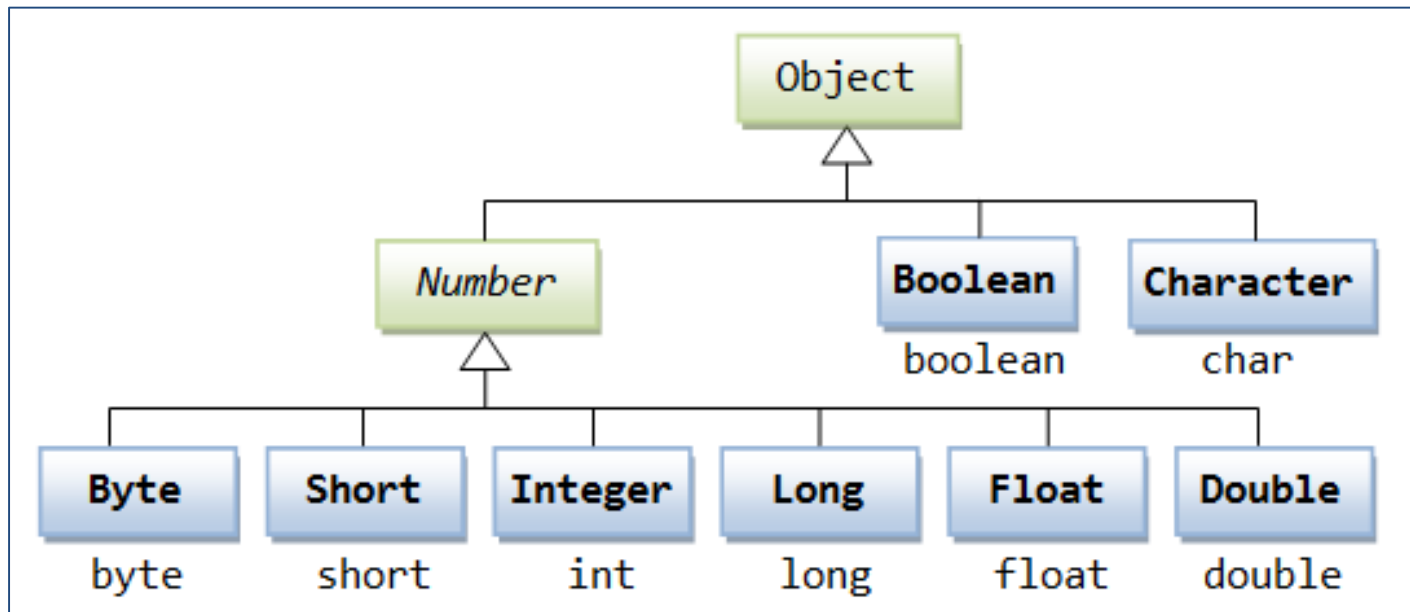 Object
Number
Boolean
Character
boolean
char
Byte
Short
Integer
Long
Float
Double
byte
short
int
long
float
double